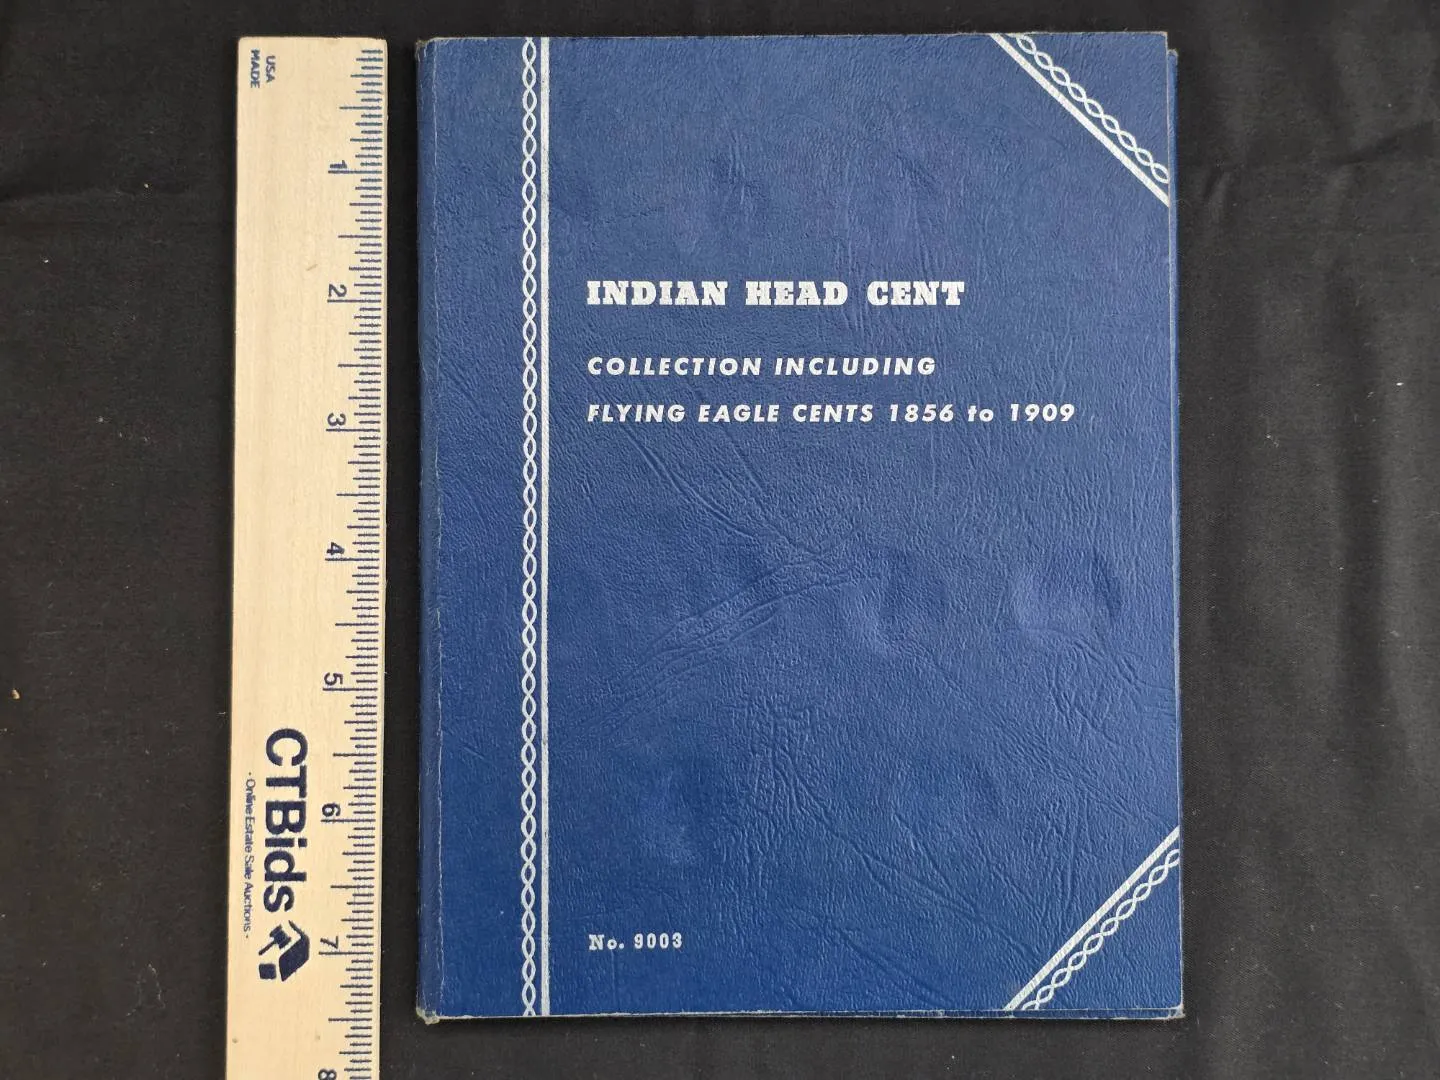 USA
MADE
1
2
3
4
5
6
7
8
CTBids
· Online Estate Sale Auctions ·
INDIAN HEAD CENT
COLLECTION INCLUDING
FLYING EAGLE CENTS 1856 to 1909
No. 9003